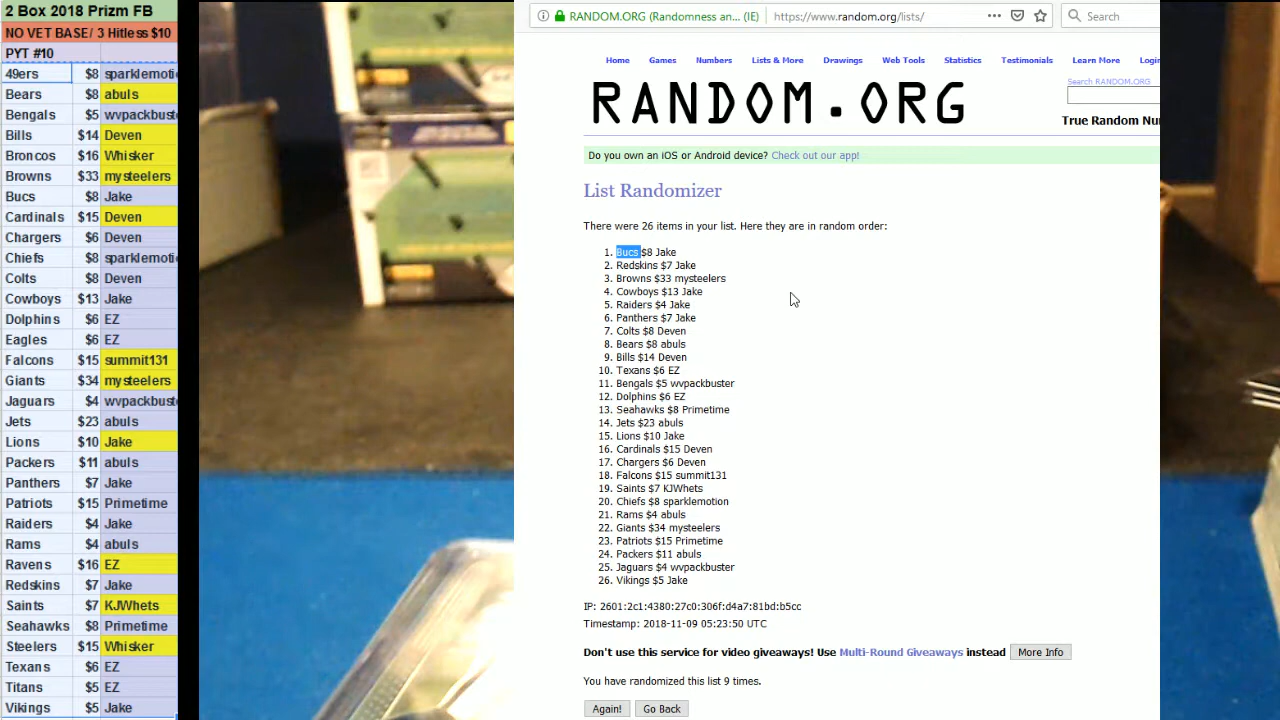 2 Box 2018 Prizm FB
NO VET BASE/ 3 Hitless $10
PYT #10
49ers $8 sparklemoti
Bears $8 abuls
Bengals $5 wvpackbust
Bills $14 Deven
Broncos $16 Whisker
Browns $33 mysteelers
Bucs $8 Jake
Cardinals $15 Deven
Chargers $6 Deven
Chiefs $8 sparklemoti
Colts $8 Deven
Cowboys $13 Jake
Dolphins $6 EZ
Eagles $6 EZ
Falcons $15 summit131
Giants $34 mysteelers
Jaguars $4 wvpackbust
Jets $23 abuls
Lions $10 Jake
Packers $11 abuls
Panthers $7 Jake
Patriots $15 Primetime
Raiders $4 Jake
Rams $4 abuls
Ravens $16 EZ
Redskins $7 Jake
Saints $7 KJWhets
Seahawks $8 Primetime
Steelers $15 Whisker
Texans $6 EZ
Titans $5 EZ
Vikings $5 Jake
RANDOM.ORG (Randomness an... (IE) https://www.random.org/lists/ Search
Home Games Numbers Lists & More Drawings Web Tools Statistics Testimonials Learn More Login
RANDOM.ORG
Search RANDOM.ORG
True Random Nu
Do you own an iOS or Android device? Check out our app!
List Randomizer
There were 26 items in your list. Here they are in random order:
1. Bucs $8 Jake
2. Redskins $7 Jake
3. Browns $33 mysteelers
4. Cowboys $13 Jake
5. Raiders $4 Jake
6. Panthers $7 Jake
7. Colts $8 Deven
8. Bears $8 abuls
9. Bills $14 Deven
10. Texans $6 EZ
11. Bengals $5 wvpackbuster
12. Dolphins $6 EZ
13. Seahawks $8 Primetime
14. Jets $23 abuls
15. Lions $10 Jake
16. Cardinals $15 Deven
17. Chargers $6 Deven
18. Falcons $15 summit131
19. Saints $7 KJWhets
20. Chiefs $8 sparklemotion
21. Rams $4 abuls
22. Giants $34 mysteelers
23. Patriots $15 Primetime
24. Packers $11 abuls
25. Jaguars $4 wvpackbuster
26. Vikings $5 Jake
IP: 2601:2c1:4380:27c0:306f:d4a7:81bd:b5cc
Timestamp: 2018-11-09 05:23:50 UTC
Don't use this service for video giveaways! Use Multi-Round Giveaways instead More Info
You have randomized this list 9 times.
Again! Go Back